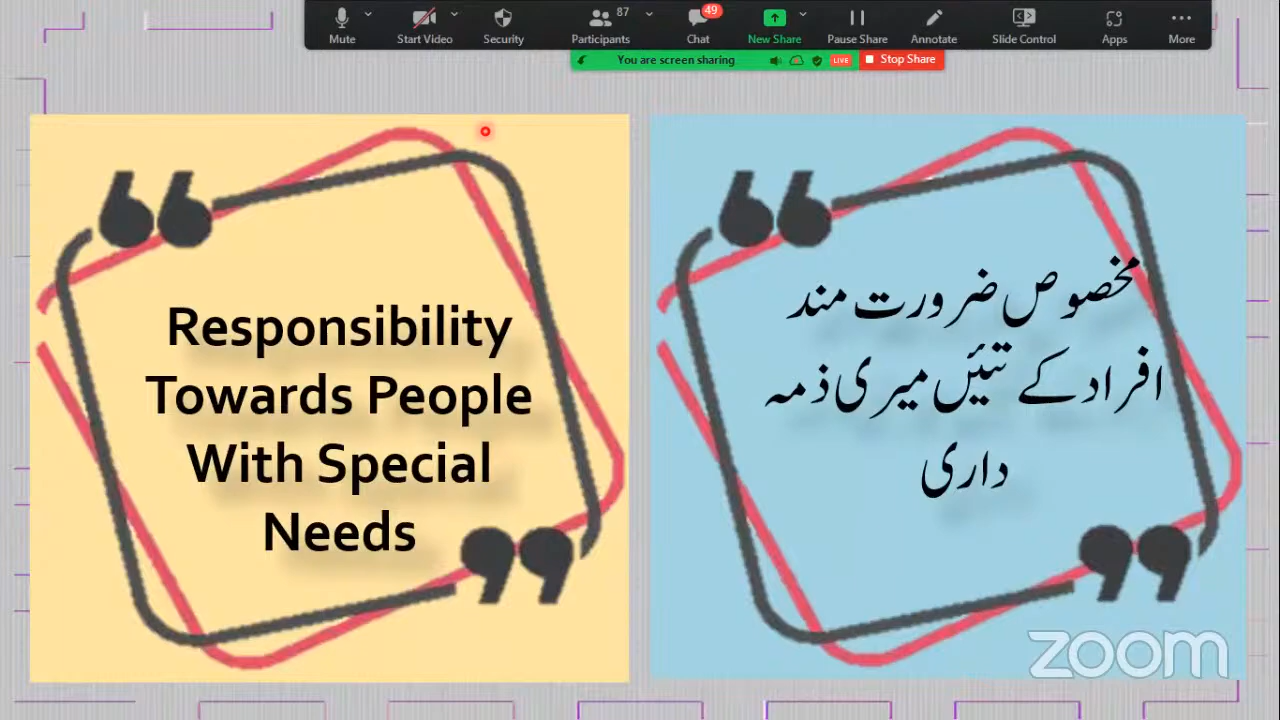 Mute
Start Video
Security
Participants
87
Chat
49
New Share
Pause Share
Annotate
Slide Control
Apps
More
You are screen sharing
LIVE
Stop Share
Responsibility
Towards People
With Special
Needs
مخصوص ضرورت مند
افراد کے تئیں میری ذمہ
داری
zoom